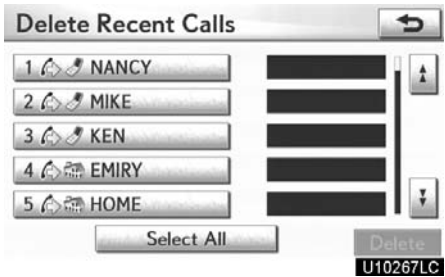 Delete Recent Calls
1 NANCY
2 MIKE
3 KEN
4 EMIRY
5 HOME
Select All
Delete
U10267LC